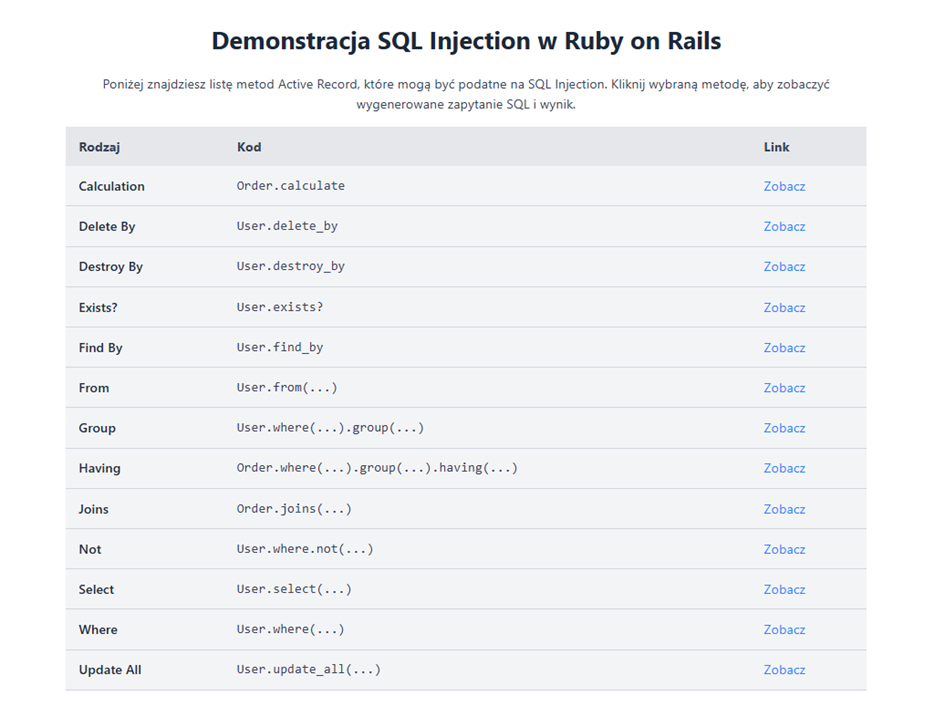 Demonstracja SQL Injection w Ruby on Rails
Poniżej znajdziesz listę metod Active Record, które mogą być podatne na SQL Injection. Kliknij wybraną metodę, aby zobaczyć
wygenerowane zapytanie SQL i wynik.
Rodzaj Kod Link
Calculation Order.calculate Zobacz
Delete By User.delete_by Zobacz
Destroy By User.destroy_by Zobacz
Exists? User.exists? Zobacz
Find By User.find_by Zobacz
From User.from(...) Zobacz
Group User.where(...).group(...) Zobacz
Having Order.where(...).group(...).having(...) Zobacz
Joins Order.joins(...) Zobacz
Not User.where.not(...) Zobacz
Select User.select(...) Zobacz
Where User.where(...) Zobacz
Update All User.update_all(...) Zobacz